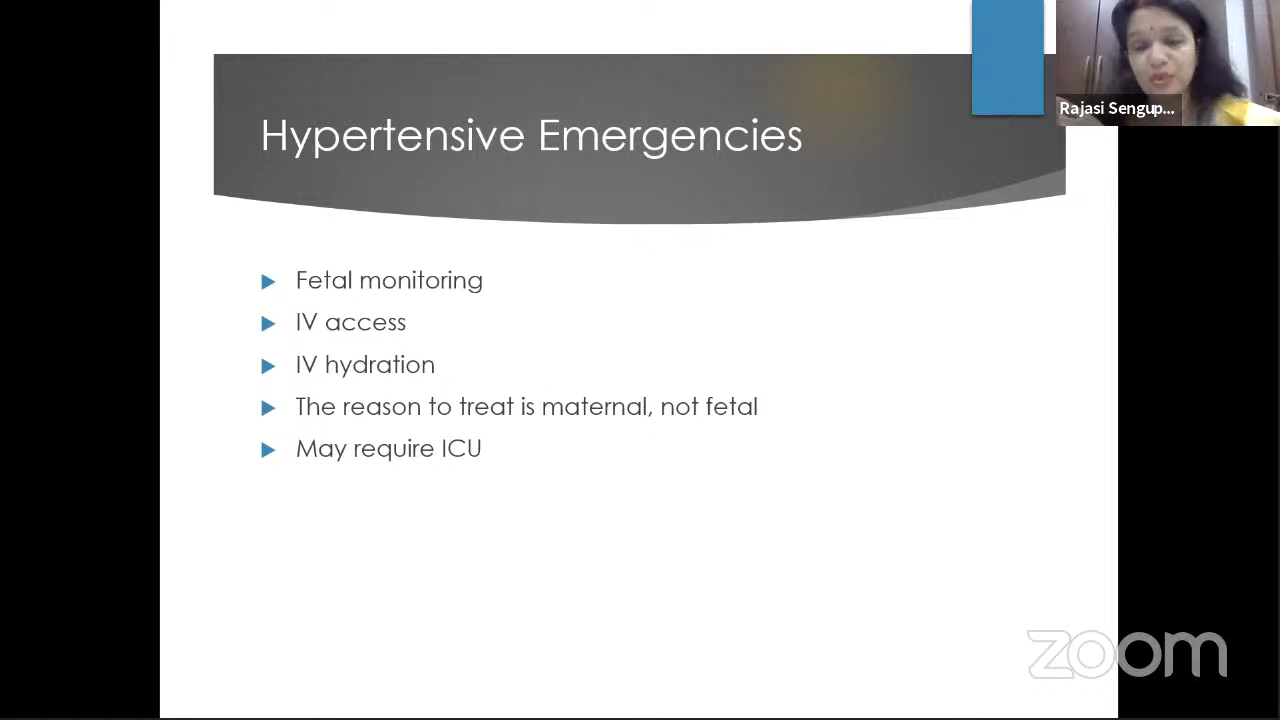 Hypertensive Emergencies
Rajasi Sengup...
Fetal monitoring
IV access
IV hydration
The reason to treat is maternal, not fetal
May require ICU
zoom